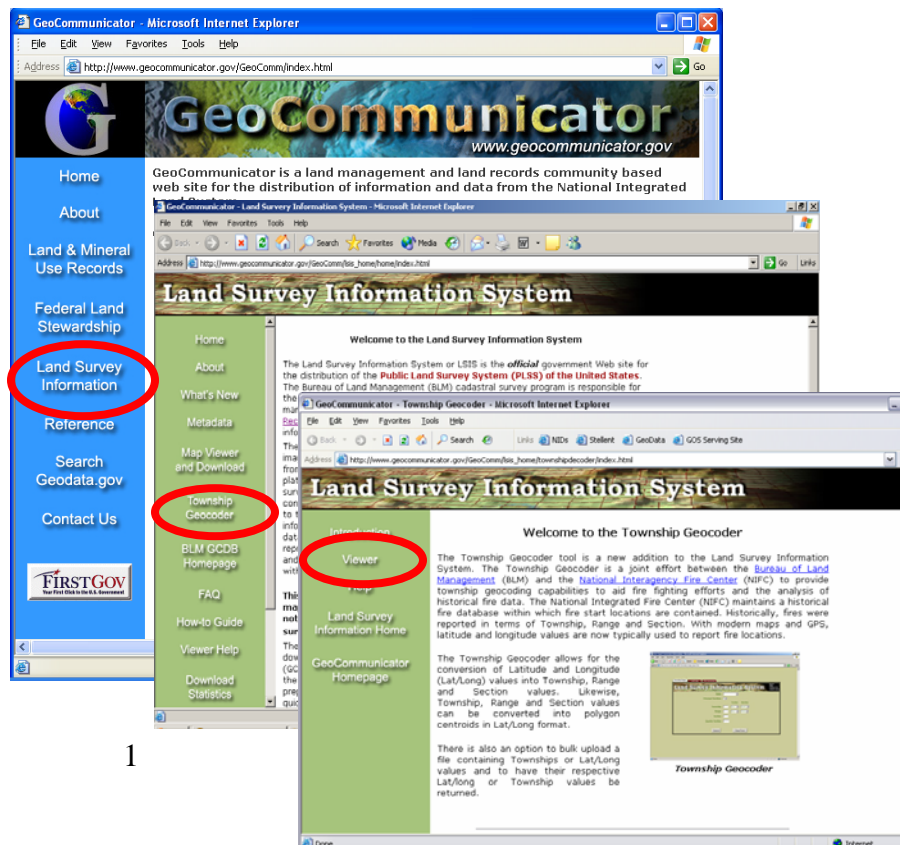 GeoCommunicator - Microsoft Internet Explorer
File Edit View Favorites Tools Help
Address http://www.geocommunicator.gov/GeoComm/index.html Go
GeoCommunicator
www.geocommunicator.gov
Home
About
Land & Mineral
Use Records
Federal Land
Stewardship
Land Survey
Information
Reference
Search
Geodata.gov
Contact Us
FIRSTGOV
Your First Click to the U.S. Government
GeoCommunicator is a land management and land records community based
web site for the distribution of information and data from the National Integrated
Land System
GeoCommunicator - Land Survery Information System - Microsoft Internet Explorer
File Edit View Favorites Tools Help
Back Search Favorites Media
Address http://www.geocommunicator.gov/GeoComm/lsis_home/home/index.html Go Links
Land Survey Information System
Home
About
What's New
Metadata
Map Viewer
and Download
Township
Geocoder
BLM GCDB
Homepage
FAQ
How-to Guide
Viewer Help
Download
Statistics
Welcome to the Land Survey Information System
The Land Survey Information System or LSIS is the official government Web site for
the distribution of the Public Land Survey System (PLSS) of the United States.
The Bureau of Land Management (BLM) cadastral survey program is responsible for
GeoCommunicator - Township Geocoder - Microsoft Internet Explorer
File Edit View Favorites Tools Help
Back Search Links NIDs Stellent GeoData GOS Serving Site
Address http://www.geocommunicator.gov/GeoComm/lsis_home/townshipdecoder/index.html
Land Survey Information System
Introduction
Viewer
Help
Land Survey
Information Home
GeoCommunicator
Homepage
Welcome to the Township Geocoder
The Township Geocoder tool is a new addition to the Land Survey Information
System. The Township Geocoder is a joint effort between the Bureau of Land
Management (BLM) and the National Interagency Fire Center (NIFC) to provide
township geocoding capabilities to aid fire fighting efforts and the analysis of
historical fire data. The National Integrated Fire Center (NIFC) maintains a historical
fire database within which fire start locations are contained. Historically, fires were
reported in terms of Township, Range and Section. With modern maps and GPS,
latitude and longitude values are now typically used to report fire locations.
The Township Geocoder allows for the
conversion of Latitude and Longitude
(Lat/Long) values into Township, Range
and Section values. Likewise,
Township, Range and Section values
can be converted into polygon
centroids in Lat/Long format.
There is also an option to bulk upload a
file containing Townships or Lat/Long
values and to have their respective
Lat/long or Township values be
returned.
Township Geocoder
Done Internet
1